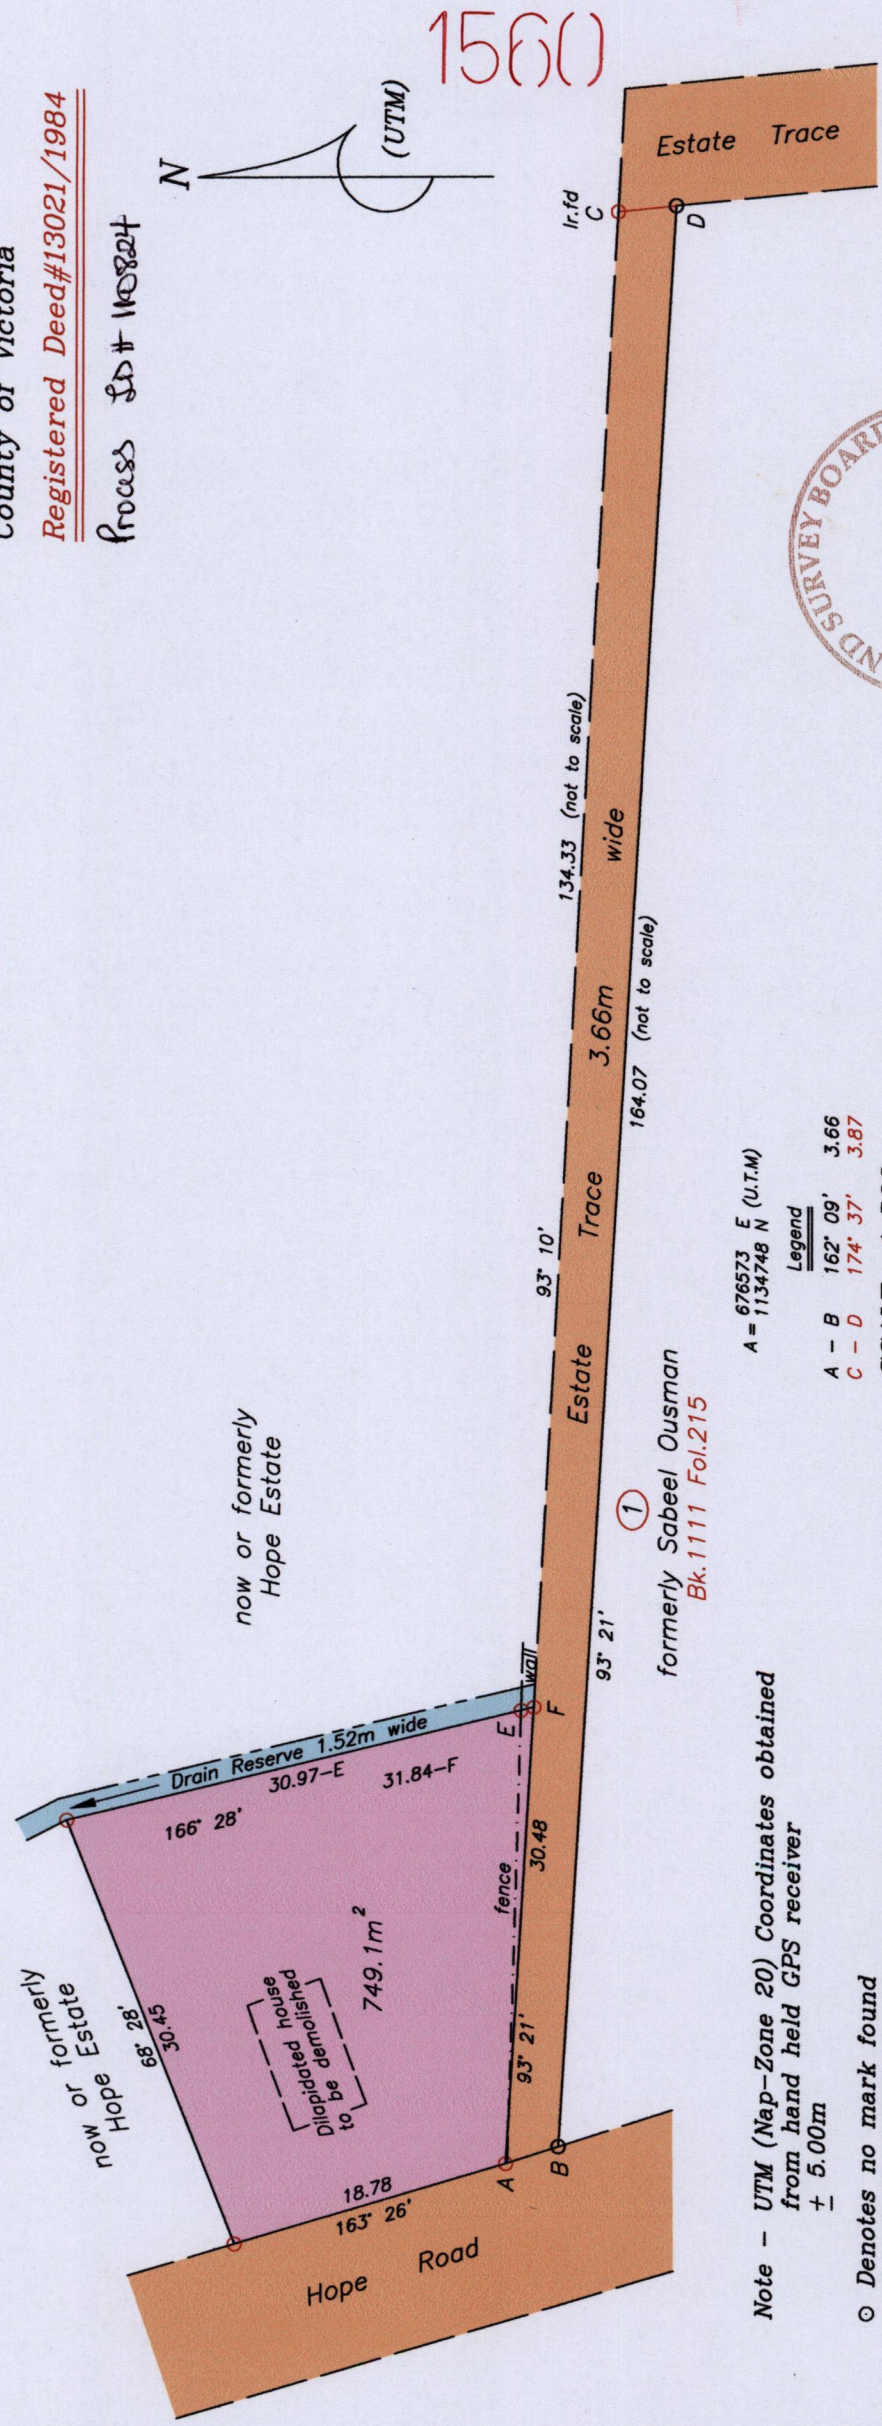 1560
County of Victoria
Registered Deed#13021/1984
Process
N
(UTM)
Estate Trace
Ir.fd
C
D
now or formerly
Hope Estate
now or formerly
Hope Estate
68° 28'
30.45
Drain Reserve 1.52m wide
166° 28'
30.97-E
31.84-F
Dilapidated house
to be demolished
749.1m²
18.78
163° 26'
Hope Road
fence
E
wall
F
A
B
93° 21'
30.48
93° 21'
93° 10'
134.33 (not to scale)
Estate Trace 3.66m wide
164.07 (not to scale)
1
formerly Sabeel Ousman
Bk.1111 Fol.215
A = 676573 E
1134748 N (U.T.M)
Legend
A - B 162° 09' 3.66
C - D 174° 37' 3.87
Note - UTM (Nap-Zone 20) Coordinates obtained
from hand held GPS receiver
± 5.00m
⊙ Denotes no mark found
ND SURVEY BOARD